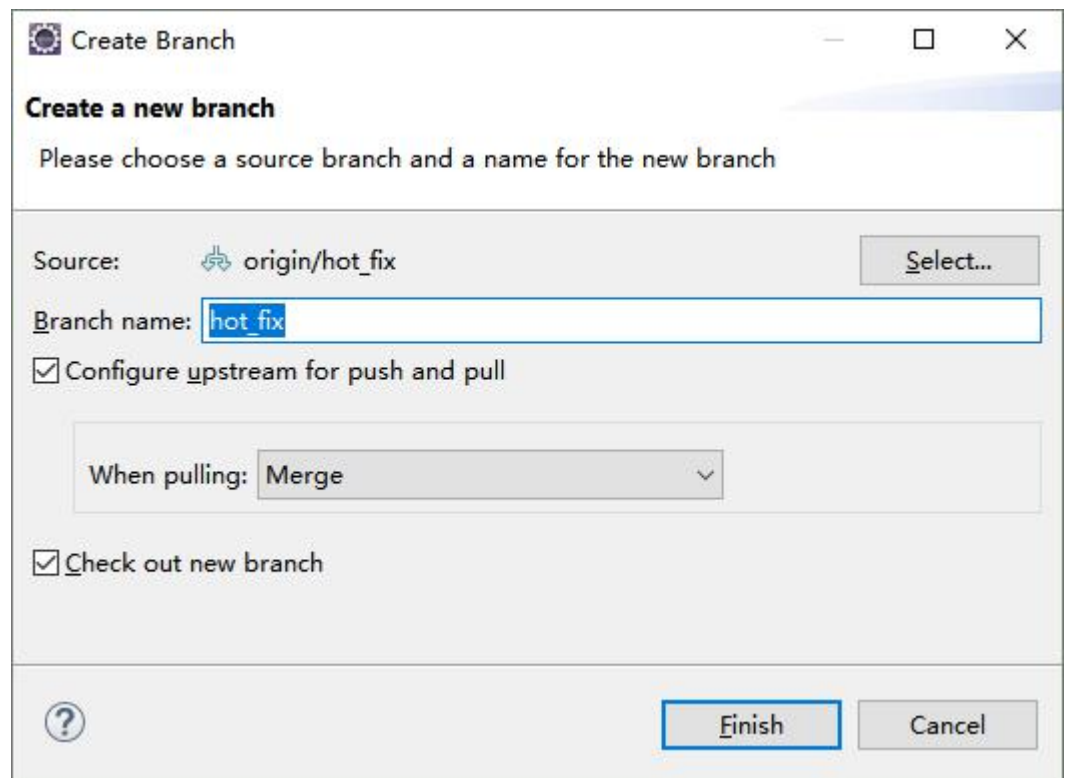 Create Branch
Create a new branch
Please choose a source branch and a name for the new branch
Source: origin/hot_fix Select...
Branch name: hot_fix
Configure upstream for push and pull
When pulling: Merge
Check out new branch
? Finish Cancel